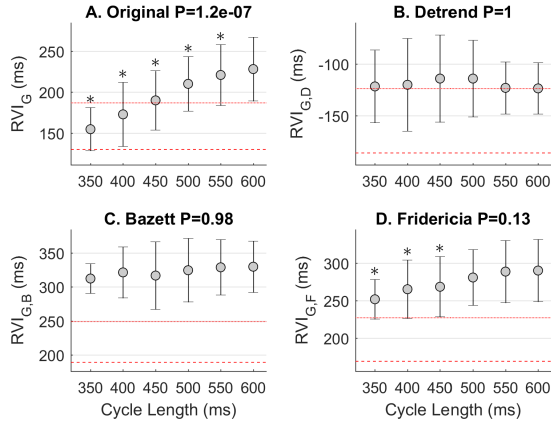 A. Original P=1.2e-07
RVI_G (ms)
250
200
150
* * * * *
350 400 450 500 550 600
B. Detrend P=1
RVI_G,D (ms)
-100
-150
350 400 450 500 550 600
C. Bazett P=0.98
RVI_G,B (ms)
350
300
250
200
350 400 450 500 550 600
Cycle Length (ms)
D. Fridericia P=0.13
RVI_G,F (ms)
300
250
200
* * *
350 400 450 500 550 600
Cycle Length (ms)